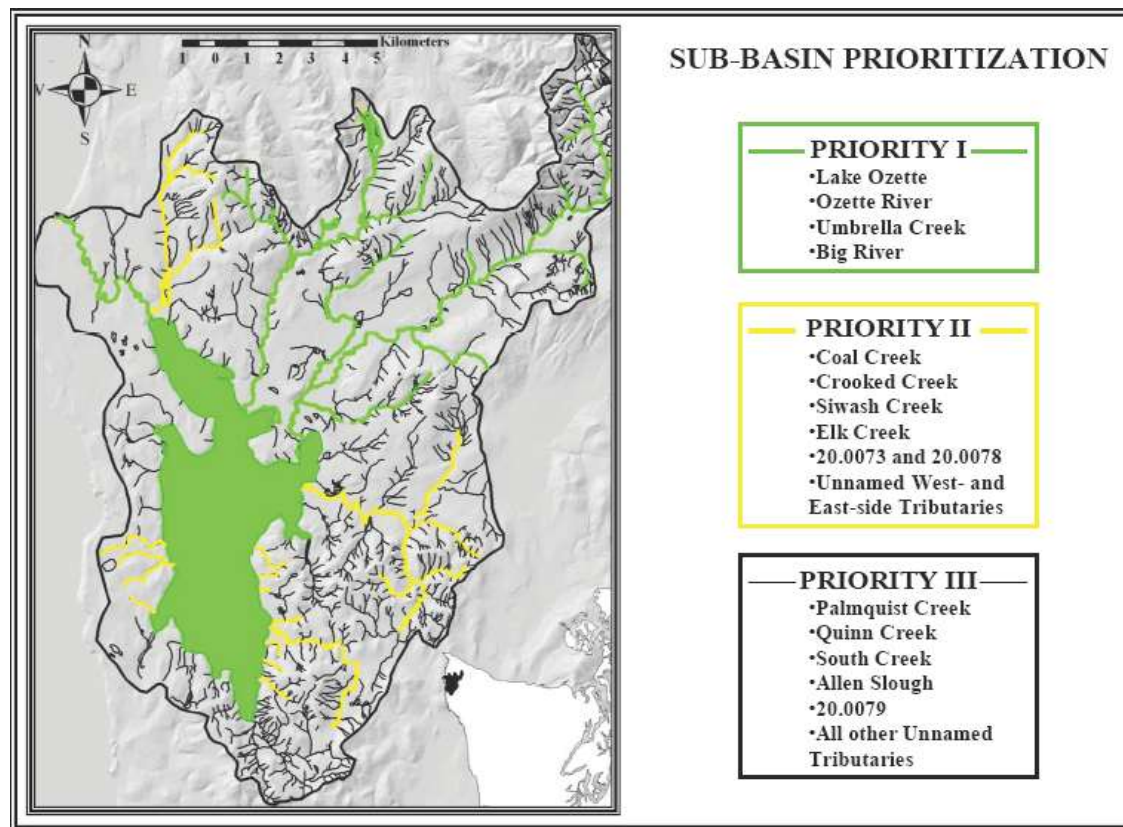 N
W E
S
Kilometers
1 0 1 2 3 4 5
SUB-BASIN PRIORITIZATION
PRIORITY I
•Lake Ozette
•Ozette River
•Umbrella Creek
•Big River
PRIORITY II
•Coal Creek
•Crooked Creek
•Siwash Creek
•Elk Creek
•20.0073 and 20.0078
•Unnamed West- and
East-side Tributaries
PRIORITY III
•Palmquist Creek
•Quinn Creek
•South Creek
•Allen Slough
•20.0079
•All other Unnamed
Tributaries